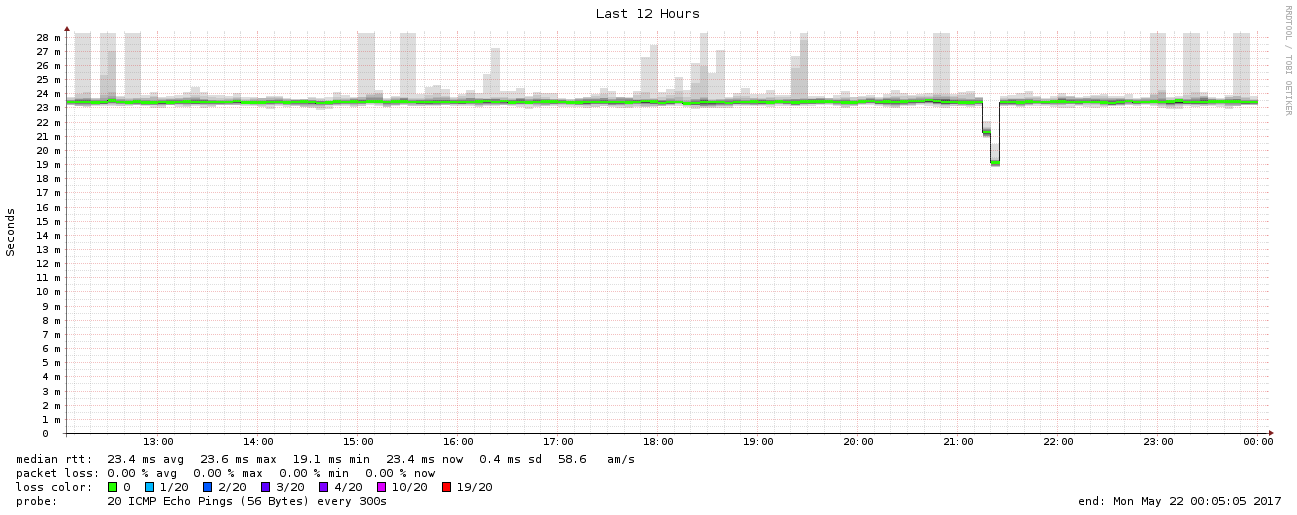 Last 12 Hours
RRDTOOL / TOBI OETIKER
Seconds
28 m
27 m
26 m
25 m
24 m
23 m
22 m
21 m
20 m
19 m
18 m
17 m
16 m
15 m
14 m
13 m
12 m
11 m
10 m
9 m
8 m
7 m
6 m
5 m
4 m
3 m
2 m
1 m
0
13:00 14:00 15:00 16:00 17:00 18:00 19:00 20:00 21:00 22:00 23:00 00:00
median rtt: 23.4 ms avg 23.6 ms max 19.1 ms min 23.4 ms now 0.4 ms sd 58.6 am/s
packet loss: 0.00 % avg 0.00 % max 0.00 % min 0.00 % now
loss color: 0 1/20 2/20 3/20 4/20 10/20 19/20
probe: 20 ICMP Echo Pings (56 Bytes) every 300s end: Mon May 22 00:05:05 2017